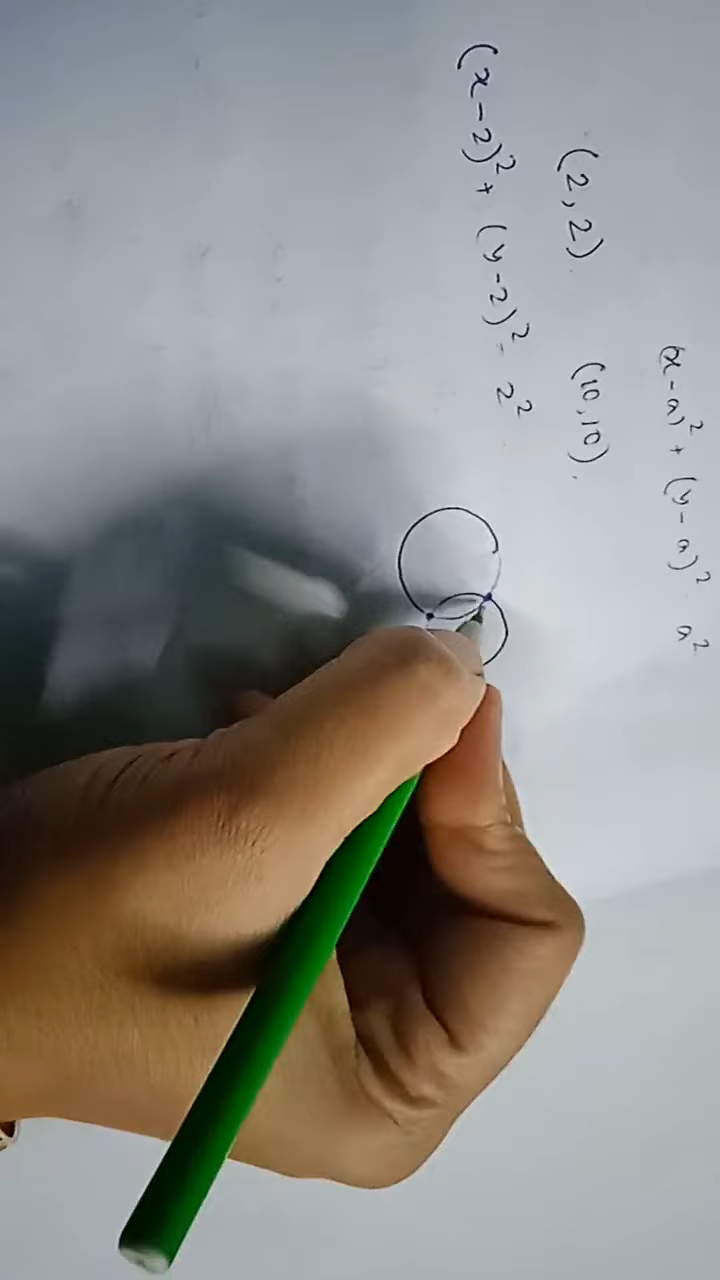 (x-a)² + (y-a)² = a²
(2,2). (10,10).
(x-2)² + (y-2)² = 2²